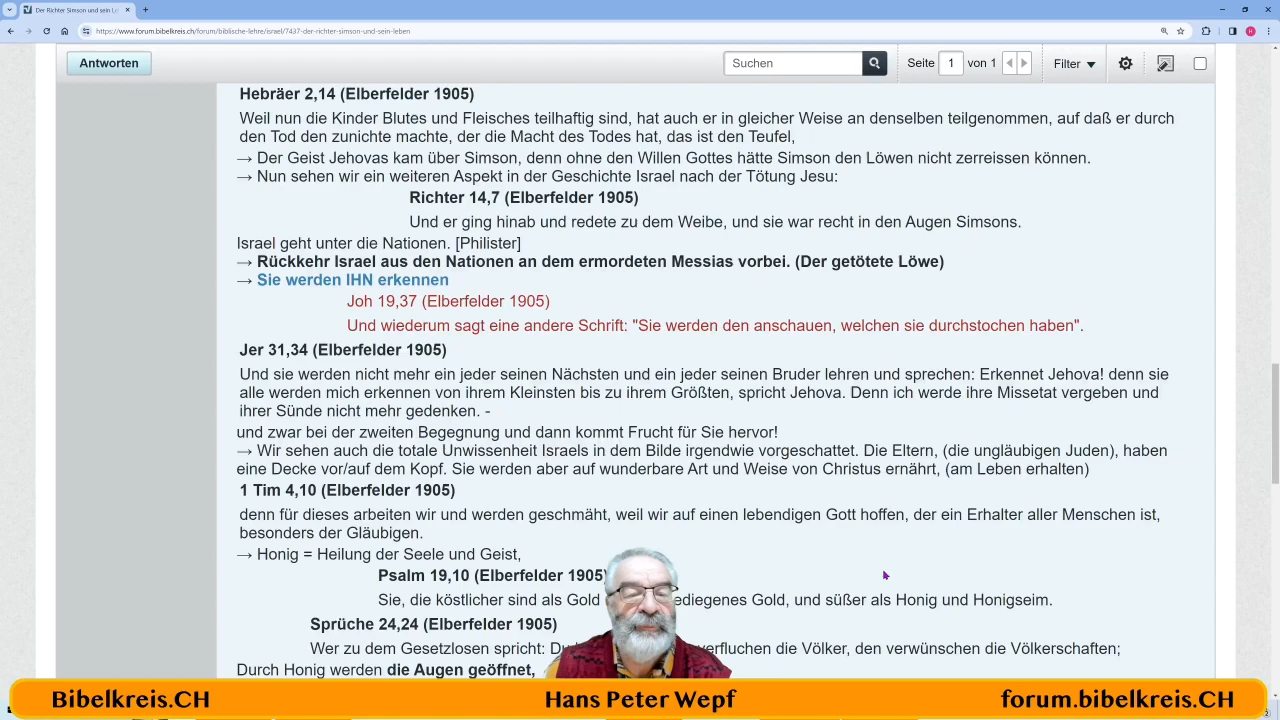 Der Richter Simson und sein Le
https://www.forum.bibelkreis.ch/forum/biblische-lehre/israel/7437-der-richter-simson-und-sein-leben
Antworten
Suchen
Seite 1 von 1
Filter
Hebräer 2,14 (Elberfelder 1905)
Weil nun die Kinder Blutes und Fleisches teilhaftig sind, hat auch er in gleicher Weise an denselben teilgenommen, auf daß er durch
den Tod den zunichte machte, der die Macht des Todes hat, das ist den Teufel,
→ Der Geist Jehovas kam über Simson, denn ohne den Willen Gottes hätte Simson den Löwen nicht zerreissen können.
→ Nun sehen wir ein weiteren Aspekt in der Geschichte Israel nach der Tötung Jesu:
Richter 14,7 (Elberfelder 1905)
Und er ging hinab und redete zu dem Weibe, und sie war recht in den Augen Simsons.
Israel geht unter die Nationen. [Philister]
→ Rückkehr Israel aus den Nationen an dem ermordeten Messias vorbei. (Der getötete Löwe)
→ Sie werden IHN erkennen
Joh 19,37 (Elberfelder 1905)
Und wiederum sagt eine andere Schrift: "Sie werden den anschauen, welchen sie durchstochen haben".
Jer 31,34 (Elberfelder 1905)
Und sie werden nicht mehr ein jeder seinen Nächsten und ein jeder seinen Bruder lehren und sprechen: Erkennet Jehova! denn sie
alle werden mich erkennen von ihrem Kleinsten bis zu ihrem Größten, spricht Jehova. Denn ich werde ihre Missetat vergeben und
ihrer Sünde nicht mehr gedenken. -
und zwar bei der zweiten Begegnung und dann kommt Frucht für Sie hervor!
→ Wir sehen auch die totale Unwissenheit Israels in dem Bilde irgendwie vorgeschattet. Die Eltern, (die ungläubigen Juden), haben
eine Decke vor/auf dem Kopf. Sie werden aber auf wunderbare Art und Weise von Christus ernährt, (am Leben erhalten)
1 Tim 4,10 (Elberfelder 1905)
denn für dieses arbeiten wir und werden geschmäht, weil wir auf einen lebendigen Gott hoffen, der ein Erhalter aller Menschen ist,
besonders der Gläubigen.
→ Honig = Heilung der Seele und Geist,
Psalm 19,10 (Elberfelder 1905)
Sie, die köstlicher sind als Gold ediegenes Gold, und süßer als Honig und Honigseim.
Sprüche 24,24 (Elberfelder 1905)
Wer zu dem Gesetzlosen spricht: verfluchen die Völker, den verwünschen die Völkerschaften;
Durch Honig werden die Augen geöffnet,
Bibelkreis.CH Hans Peter Wepf forum.bibelkreis.CH